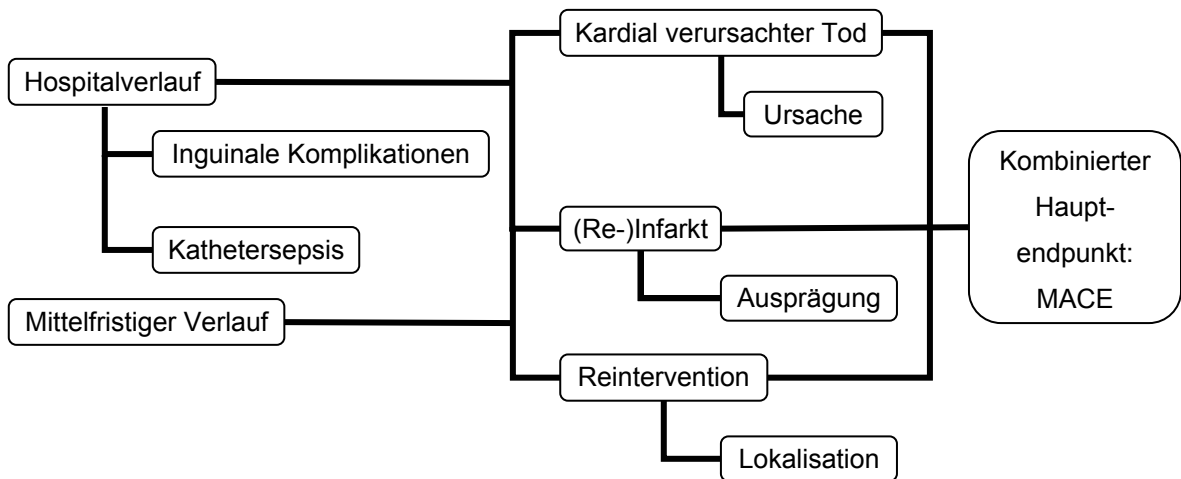 Kardial verursachter Tod
Hospitalverlauf
Ursache
Inguinale Komplikationen
Kathetersepsis
(Re-)Infarkt
Ausprägung
Mittelfristiger Verlauf
Reintervention
Lokalisation
Kombinierter
Haupt-
endpunkt:
MACE